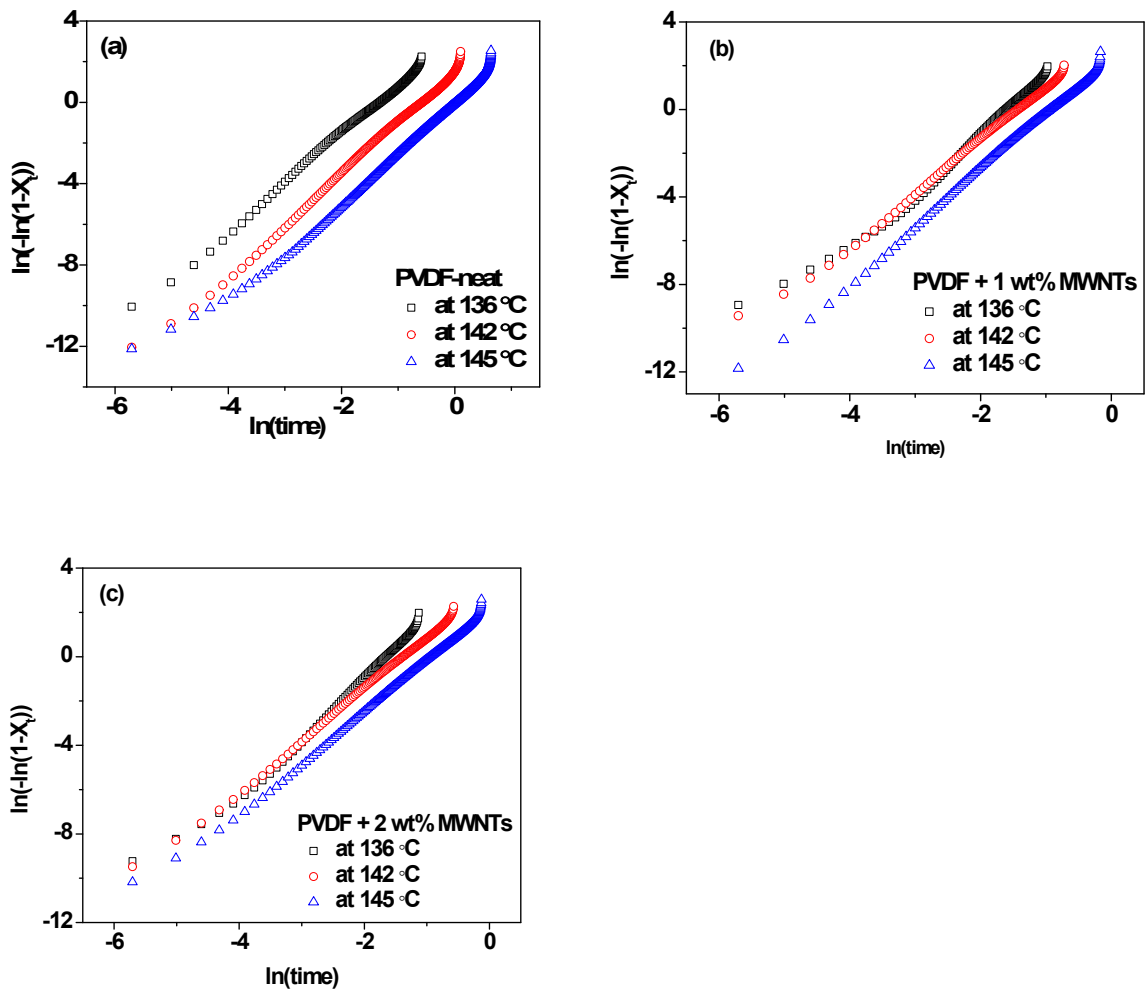 (a)
4
0
-4
-8
-12
ln(-ln(1-Xt))
PVDF-neat
at 136 ºC
at 142 ºC
at 145 ºC
-6 -4 -2 0
ln(time)
(b)
4
0
-4
-8
-12
ln(-ln(1-Xt))
PVDF + 1 wt% MWNTs
at 136 ◦C
at 142 ◦C
at 145 ◦C
-6 -4 -2 0
ln(time)
(c)
4
0
-4
-8
-12
ln(-ln(1-Xt))
PVDF + 2 wt% MWNTs
at 136 ◦C
at 142 ◦C
at 145 ◦C
-6 -4 -2 0
ln(time)